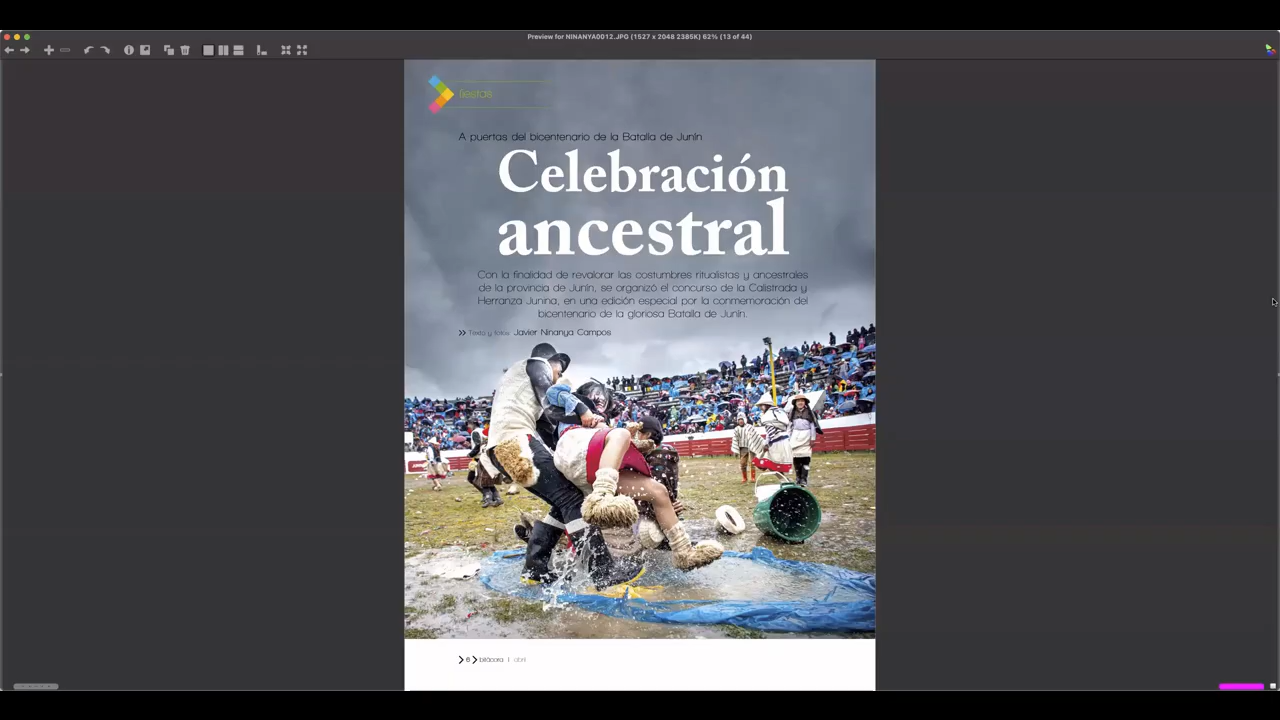 Preview for NINANYA0012.JPG (1527 x 2048 2385K) 62% (13 of 44)
fiestas
A puertas del bicentenario de la Batalla de Junín
Celebración
ancestral
Con la finalidad de revalorar las costumbres ritualistas y ancestrales
de la provincia de Junín, se organizó el concurso de la Calistrada y
Herranza Junina, en una edición especial por la conmemoración del
bicentenario de la gloriosa Batalla de Junín.
Texto y fotos: Javier Ninanya Campos
6 bitácora | abril